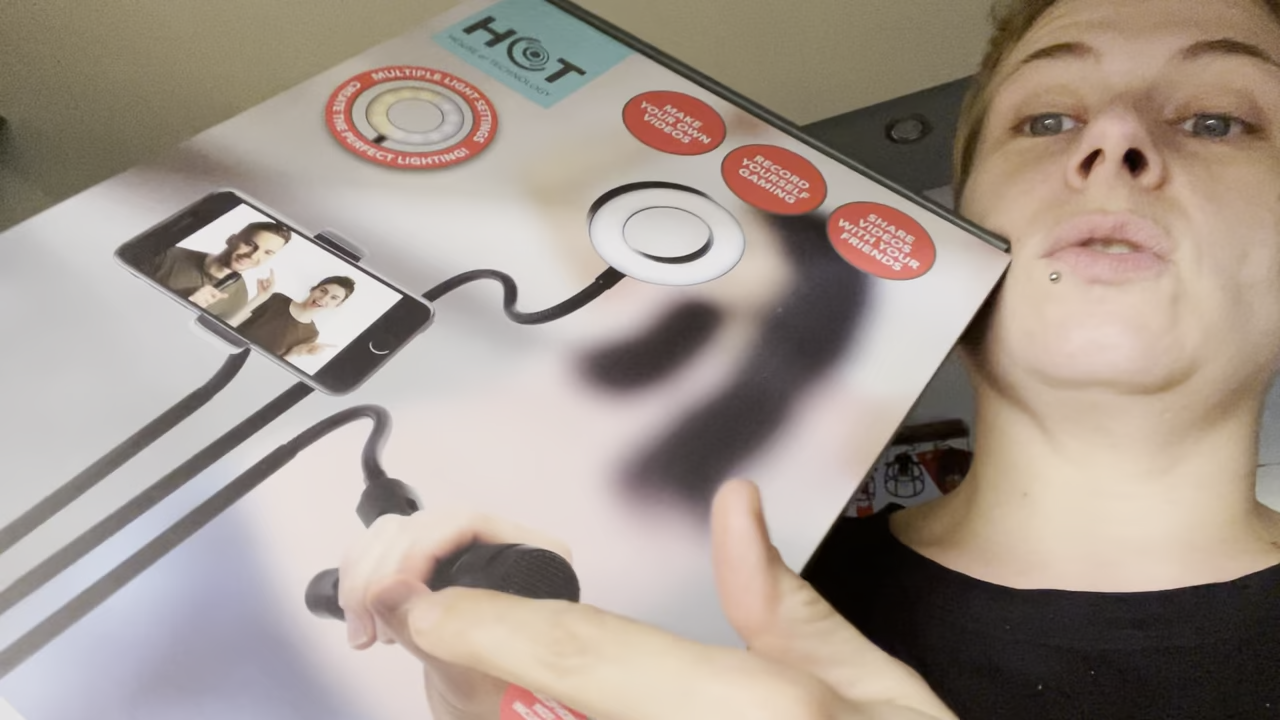 HOT
HOUSE OF TECHNOLOGY
MULTIPLE LIGHT SETTINGS
CREATE THE PERFECT LIGHTING!
MAKE
YOUR OWN
VIDEOS
RECORD
YOURSELF
GAMING
SHARE
VIDEOS
WITH YOUR
FRIENDS